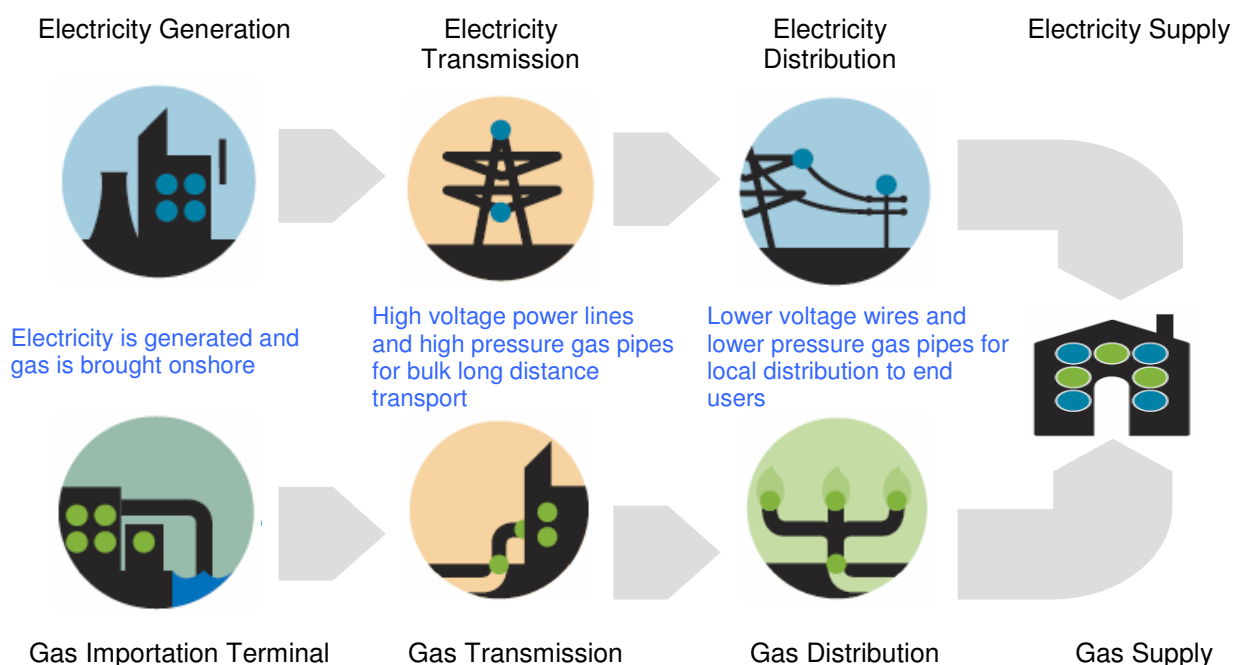 Electricity Generation
Electricity
Transmission
Electricity
Distribution
Electricity Supply
Electricity is generated and
gas is brought onshore
High voltage power lines
and high pressure gas pipes
for bulk long distance
transport
Lower voltage wires and
lower pressure gas pipes for
local distribution to end
users
Gas Importation Terminal
Gas Transmission
Gas Distribution
Gas Supply